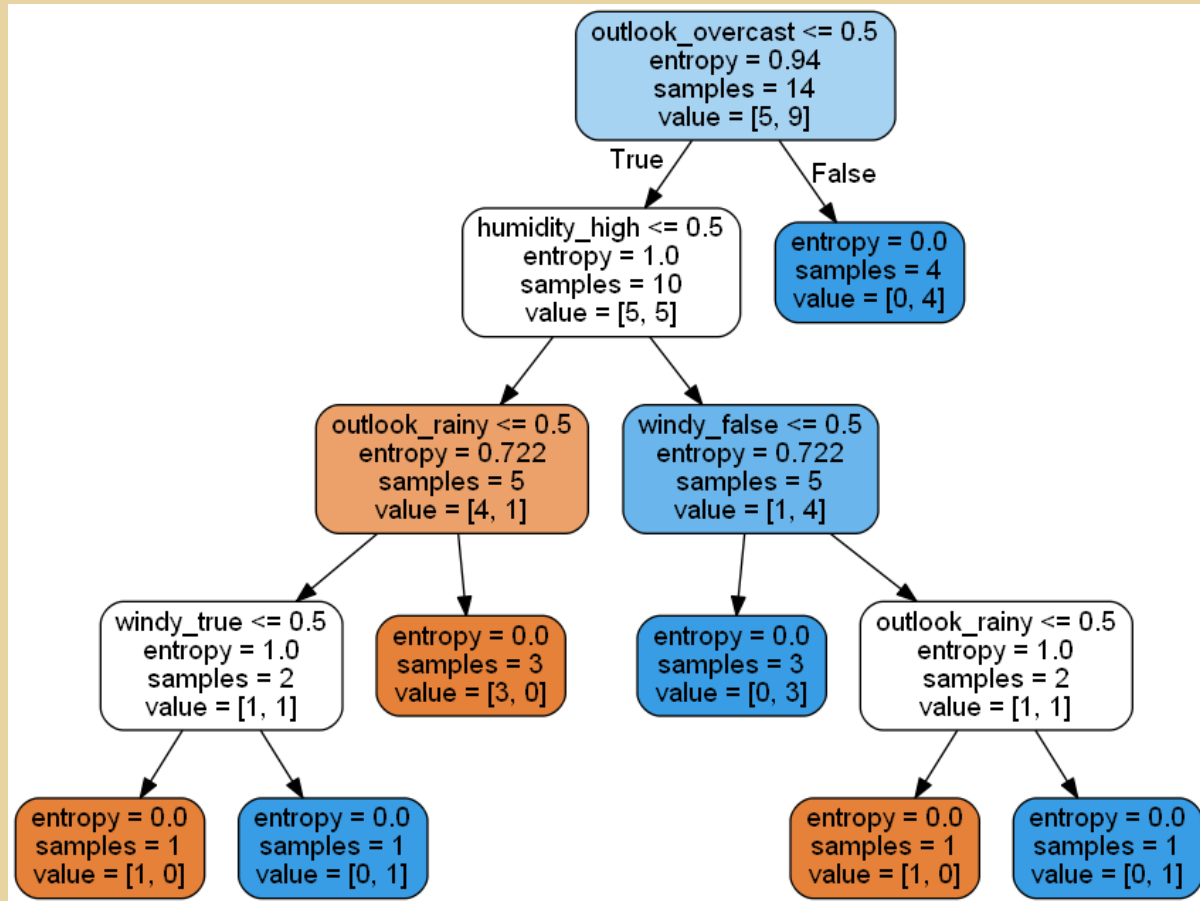 outlook_overcast <= 0.5
entropy = 0.94
samples = 14
value = [5, 9]
True
False
humidity_high <= 0.5
entropy = 1.0
samples = 10
value = [5, 5]
entropy = 0.0
samples = 4
value = [0, 4]
outlook_rainy <= 0.5
entropy = 0.722
samples = 5
value = [4, 1]
windy_false <= 0.5
entropy = 0.722
samples = 5
value = [1, 4]
windy_true <= 0.5
entropy = 1.0
samples = 2
value = [1, 1]
entropy = 0.0
samples = 3
value = [3, 0]
entropy = 0.0
samples = 3
value = [0, 3]
outlook_rainy <= 0.5
entropy = 1.0
samples = 2
value = [1, 1]
entropy = 0.0
samples = 1
value = [1, 0]
entropy = 0.0
samples = 1
value = [0, 1]
entropy = 0.0
samples = 1
value = [1, 0]
entropy = 0.0
samples = 1
value = [0, 1]